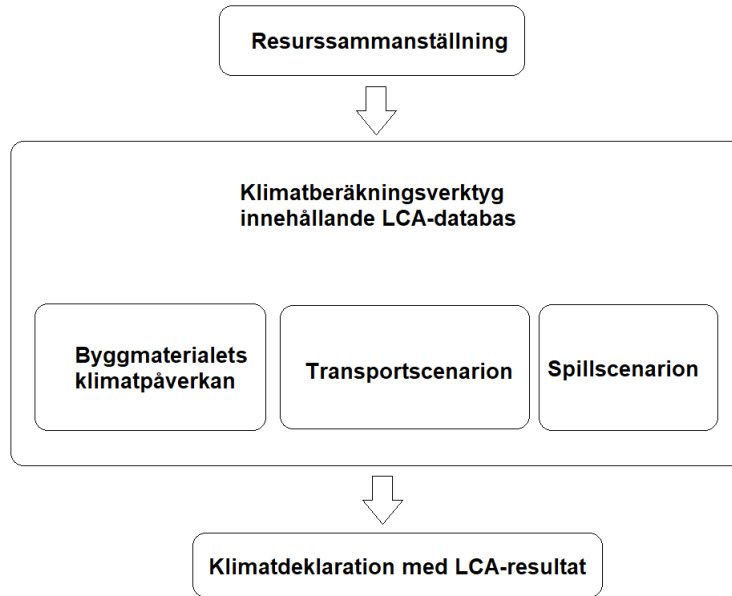 Resurssammanställning
Klimatberäkningsverktyg
innehållande LCA-databas
Byggmaterialets
klimatpåverkan
Transportscenarion
Spillscenarion
Klimatdeklaration med LCA-resultat